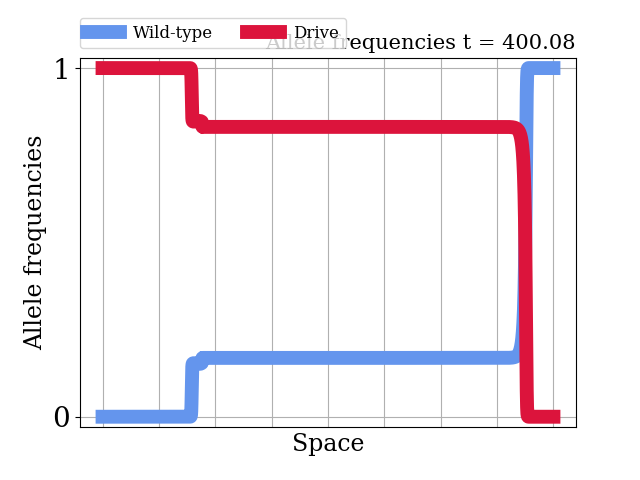 Wild-type Drive
Allele frequencies t = 400.08
1
Allele frequencies
0
Space